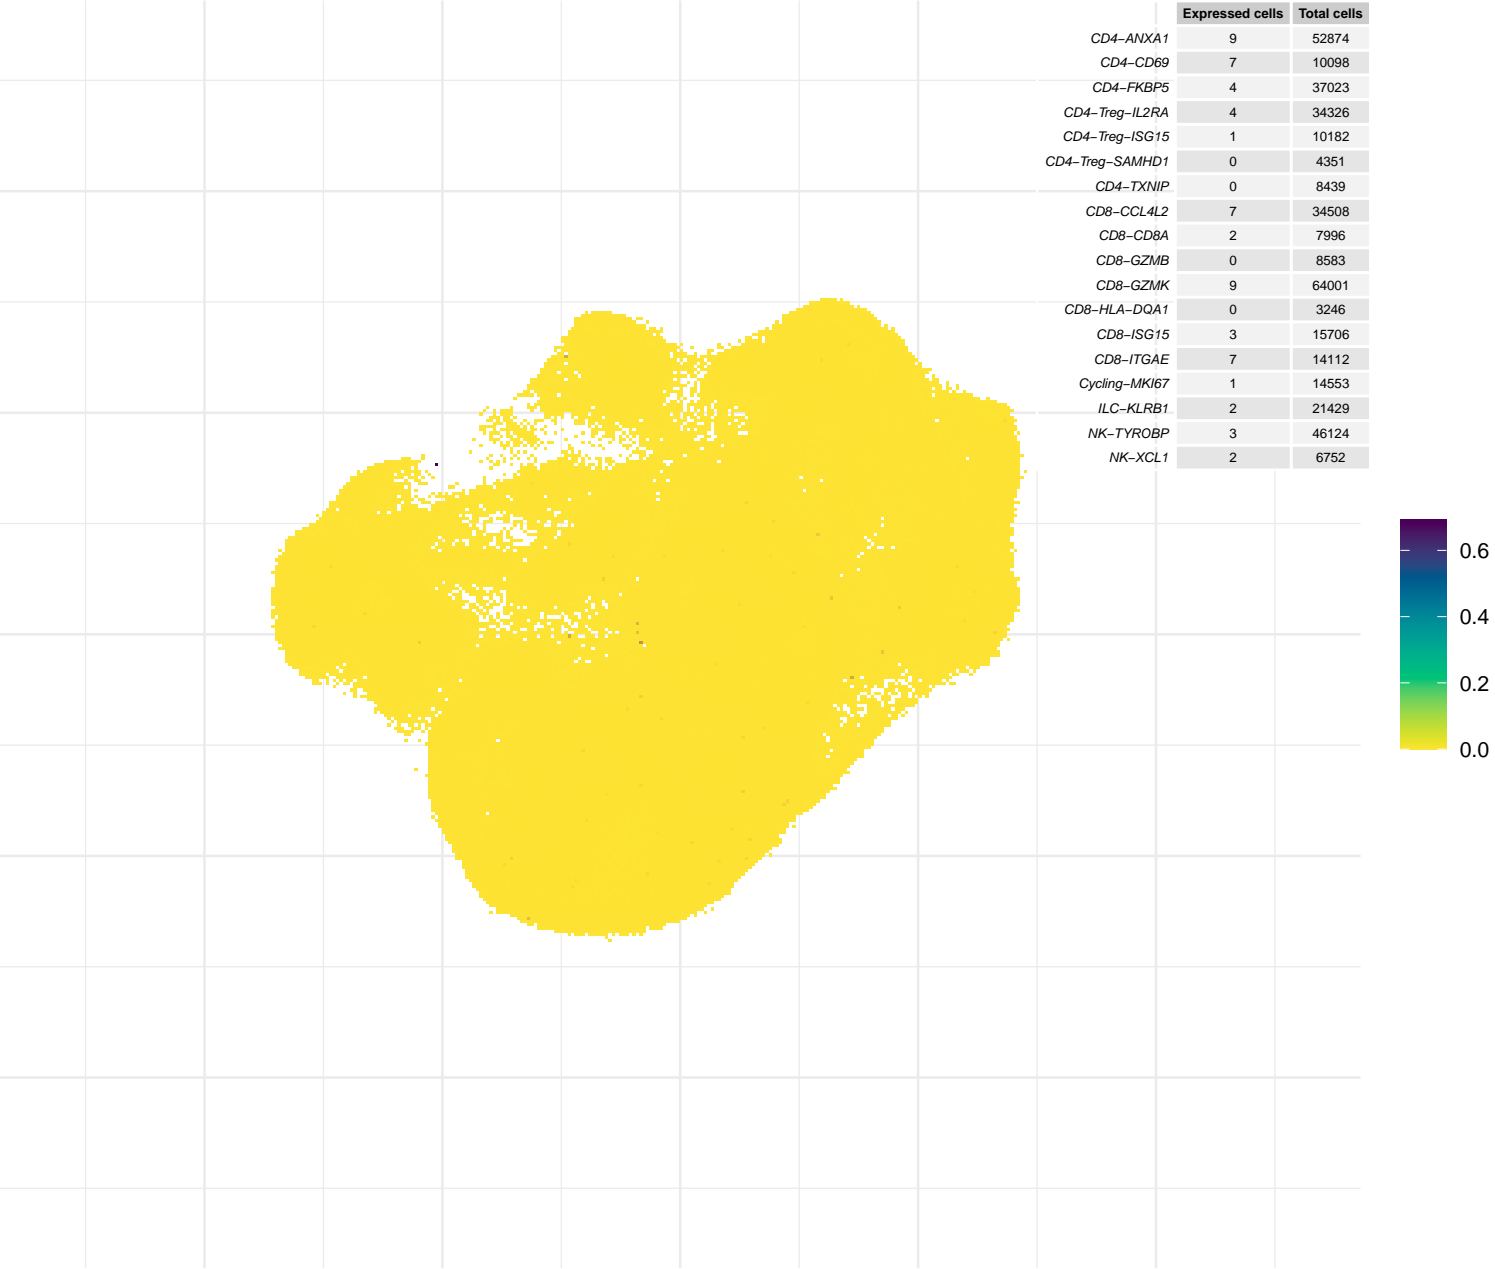 Expressed cells Total cells
CD4−ANXA1 9 52874
CD4−CD69 7 10098
CD4−FKBP5 4 37023
CD4−Treg−IL2RA 4 34326
CD4−Treg−ISG15 1 10182
CD4−Treg−SAMHD1 0 4351
CD4−TXNIP 0 8439
CD8−CCL4L2 7 34508
CD8−CD8A 2 7996
CD8−GZMB 0 8583
CD8−GZMK 9 64001
CD8−HLA−DQA1 0 3246
CD8−ISG15 3 15706
CD8−ITGAE 7 14112
Cycling−MKI67 1 14553
ILC−KLRB1 2 21429
NK−TYROBP 3 46124
NK−XCL1 2 6752
0.6
0.4
0.2
0.0